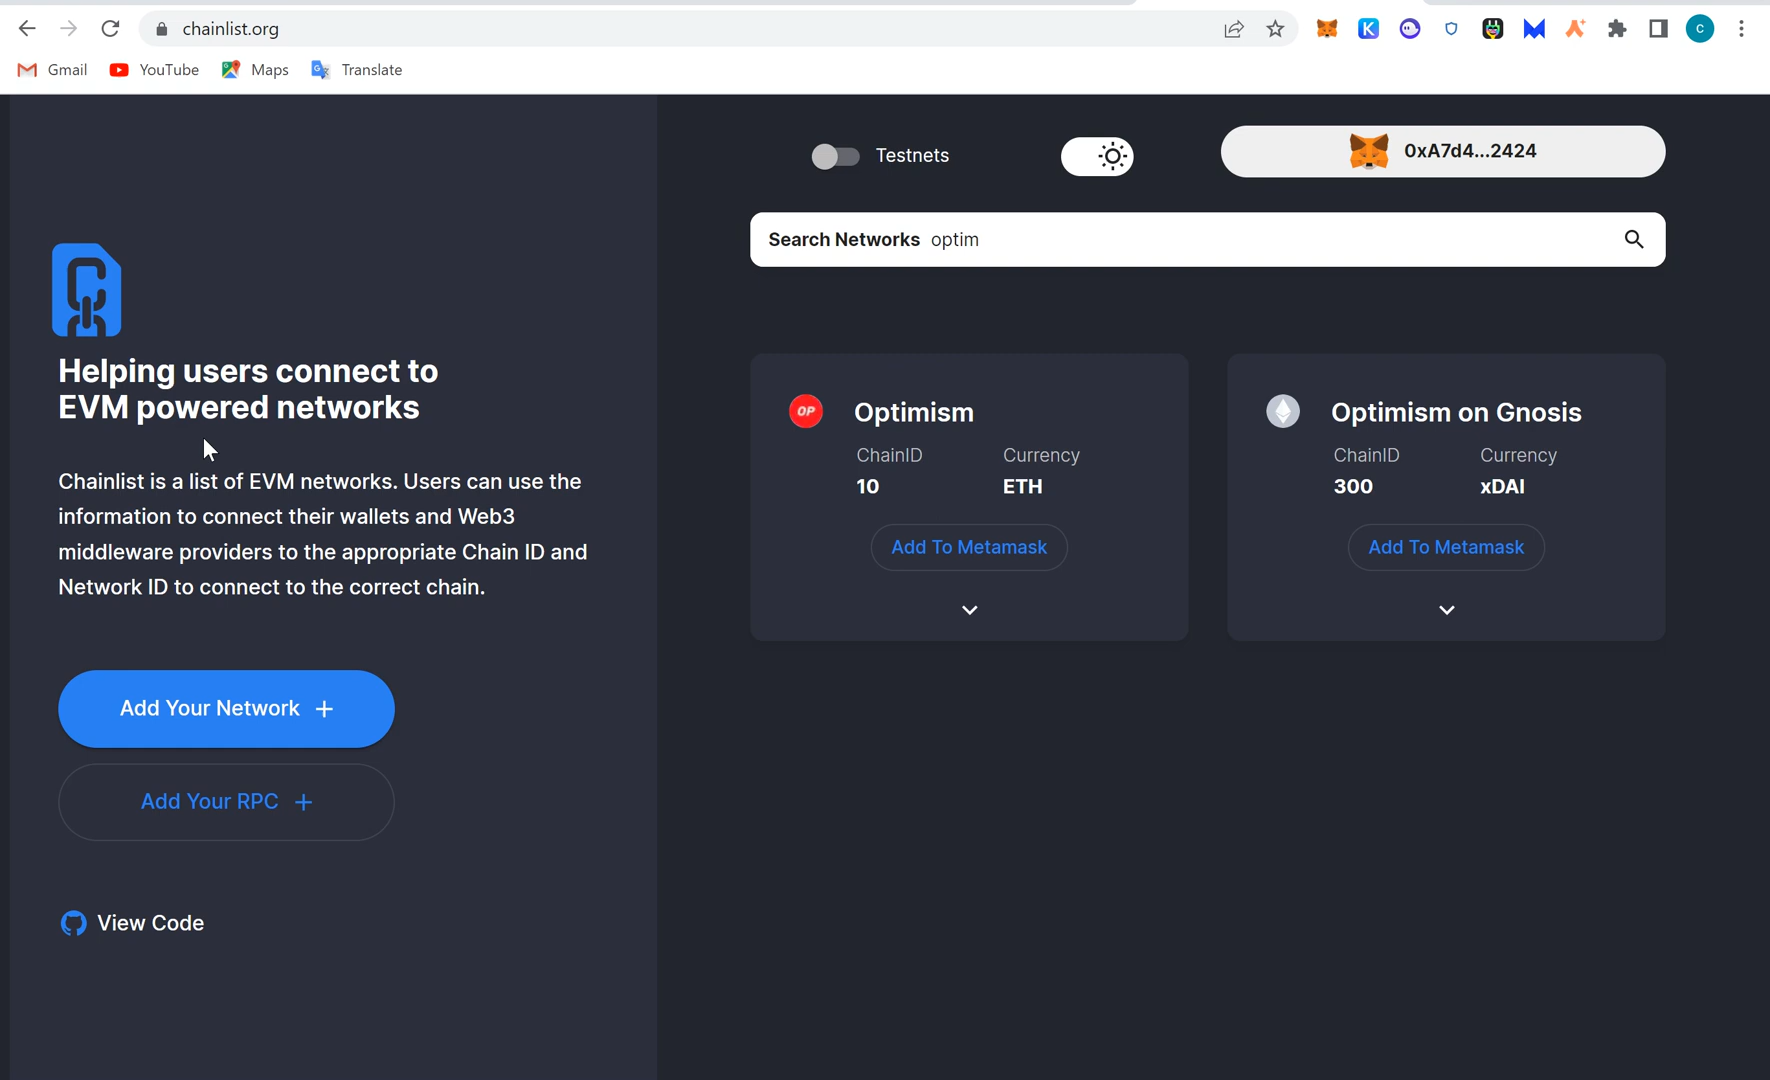 chainlist.org
Gmail YouTube Maps Translate
Testnets
0xA7d4...2424
Search Networks optim
Helping users connect to
EVM powered networks
Chainlist is a list of EVM networks. Users can use the
information to connect their wallets and Web3
middleware providers to the appropriate Chain ID and
Network ID to connect to the correct chain.
Add Your Network +
Add Your RPC +
View Code
OP Optimism
ChainID Currency
10 ETH
Add To Metamask
Optimism on Gnosis
ChainID Currency
300 xDAI
Add To Metamask
K
C